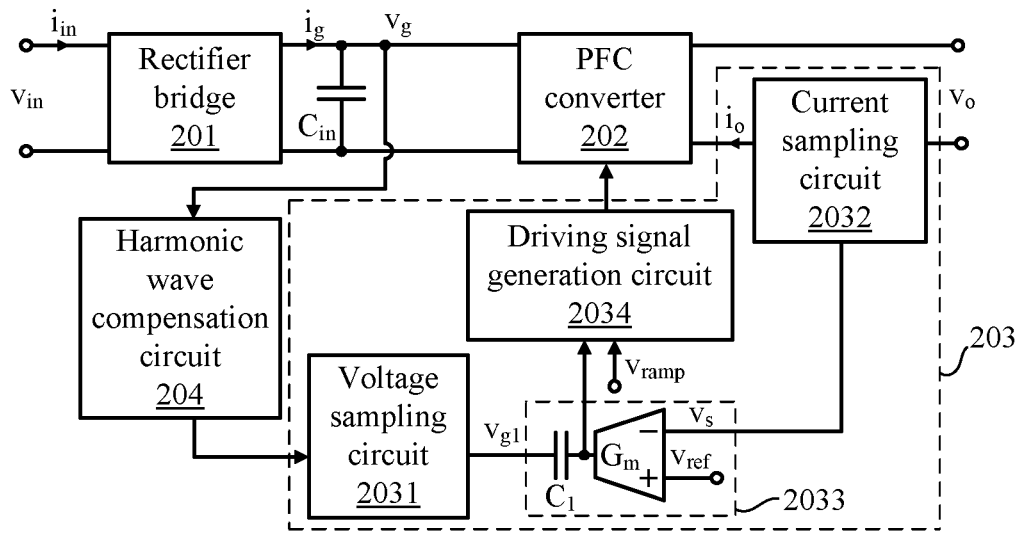 i_in
i_g
v_g
v_in
Rectifier
bridge
201
C_in
PFC
converter
202
i_o
Current
sampling
circuit
2032
v_o
Harmonic
wave
compensation
circuit
204
Driving signal
generation circuit
2034
203
v_ramp
Voltage
sampling
circuit
2031
v_g1
C_1
G_m
−
+
v_s
v_ref
2033